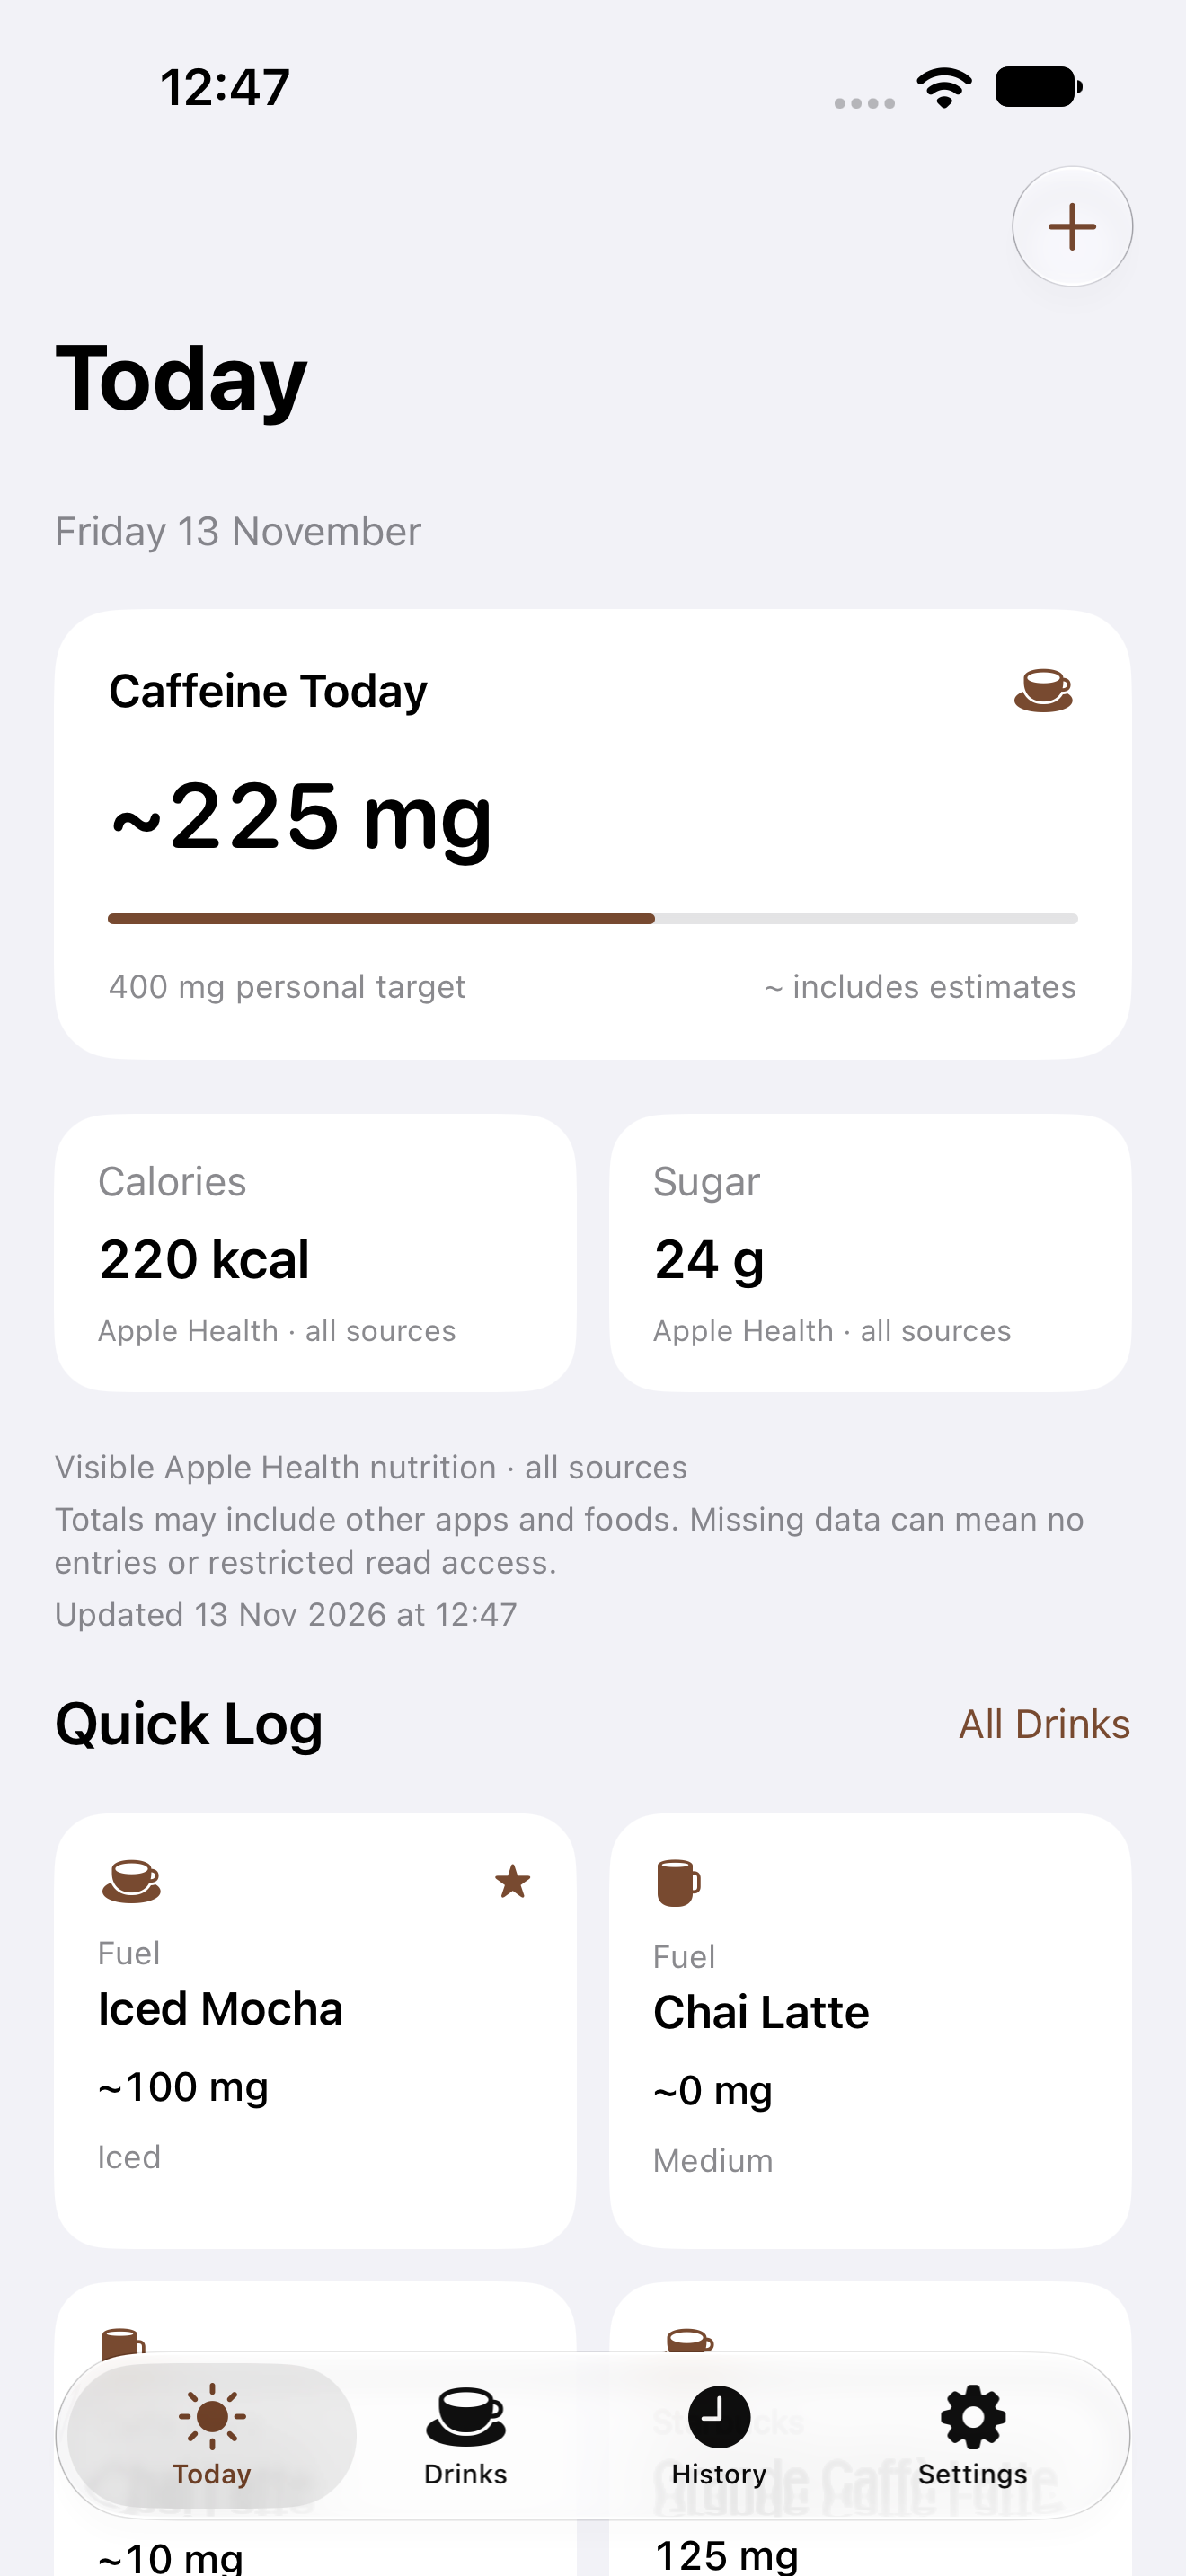 12:47
Today
Friday 13 November
Caffeine Today
~225 mg
400 mg personal target
~ includes estimates
Calories
220 kcal
Apple Health · all sources
Sugar
24 g
Apple Health · all sources
Visible Apple Health nutrition · all sources
Totals may include other apps and foods. Missing data can mean no
entries or restricted read access.
Updated 13 Nov 2026 at 12:47
Quick Log
All Drinks
Fuel
Iced Mocha
~100 mg
Iced
Fuel
Chai Latte
~0 mg
Medium
Today
Drinks
History
Settings
~10 mg
125 mg